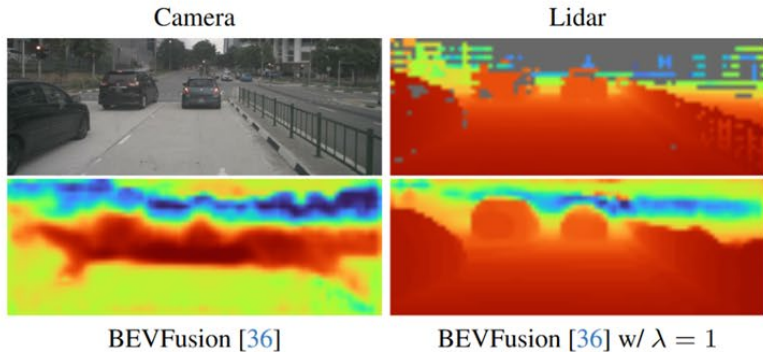 Camera
Lidar
BEVFusion [36]
BEVFusion [36] w/ λ = 1